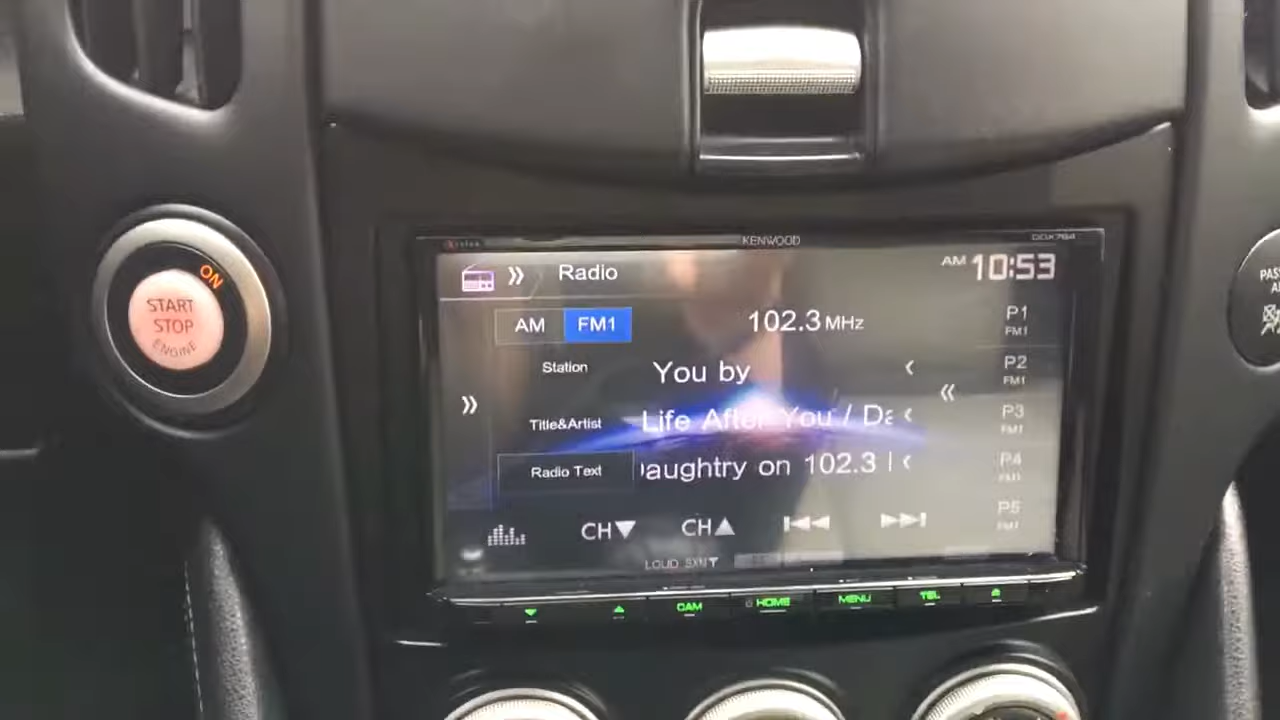 KENWOOD
DDX794
Radio
AM 10:53
AM FM1
102.3 MHz
P1
FM1
Station
You by
P2
FM1
Title&Artist
Life After You / Da
P3
FM1
Radio Text
aughtry on 102.3
P4
FM1
CH▼ CH▲
P5
FM1
LOUD
CAM HOME MENU TEL
ON
START
STOP
ENGINE
PAS